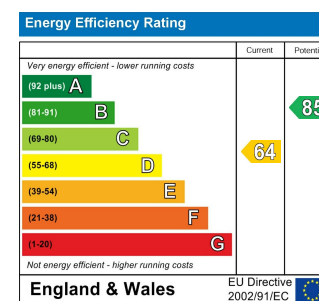 Energy Efficiency Rating
Current
Very energy efficient - lower running costs
(92 plus) A
(81-91) B
85
(69-80) C
64
(55-68) D
(39-54) E
(21-38) F
(1-20) G
Not energy efficient - higher running costs
England & Wales
EU Directive
2002/91/EC